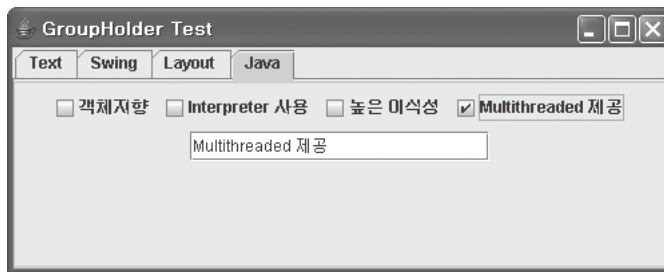 GroupHolder Test
Text Swing Layout Java
객체지향 Interpreter 사용 높은 이식성 Multithreaded 제공
Multithreaded 제공